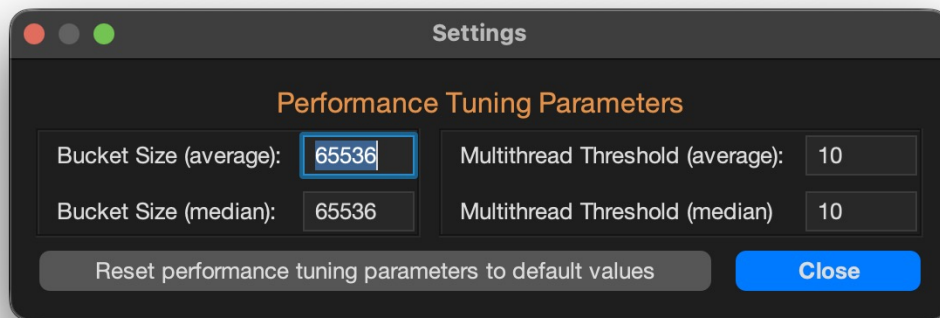 Settings
Performance Tuning Parameters
Bucket Size (average): 65536 Multithread Threshold (average): 10
Bucket Size (median): 65536 Multithread Threshold (median) 10
Reset performance tuning parameters to default values Close